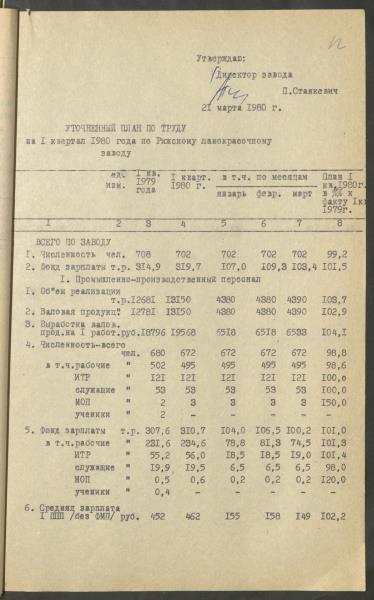 Утверждаю:
Директор завода
П.Станкевич
21 марта 1980 г.
УТОЧНЕННЫЙ ПЛАН ПО ТРУДУ
на I квартал 1980 года по Рижскому лакокрасочному
заводу
ед. изм. I кв. 1979 года I кварт. 1980 г. в т.ч. по месяцам январь февр. март План I кв.1980г. в %% к факту Iкв 1979г.
1 2 3 4 5 6 7 8
ВСЕГО ПО ЗАВОДУ
I. Численность чел. 708 702 702 702 702 99,2
2. Фонд зарплаты т.р. 314,9 319,7 107,0 109,3 103,4 101,5
I. Промышленно-производственный персонал
I. Об"ем реализации
т.р. 12681 13150 4380 4380 4390 103,7
2. Валовая продукц. " 12781 13150 4380 4380 4390 102,9
3. Выработка валов.
прод.на I работ.руб. 18796 19568 6518 6518 6533 104,1
4. Численность-всего
чел. 680 672 672 672 672 98,8
в т.ч.рабочие " 502 495 495 495 495 98,6
ИТР " 121 121 121 121 121 100,0
служащие " 53 53 53 53 53 100,0
МОП " 2 3 3 3 3 150,0
ученики " 2 - - - - -
5. Фонд зарплаты т.р. 307,6 310,7 104,0 106,5 100,2 101,0
в т.ч.рабочие " 231,6 234,6 78,8 81,3 74,5 101,3
ИТР " 55,2 56,0 18,5 18,5 19,0 101,4
служащие " 19,9 19,5 6,5 6,5 6,5 98,0
МОП " 0,5 0,6 0,2 0,2 0,2 120,0
ученики " 0,4 - - - - -
6. Средняя зарплата
I ППП /без ФМП/ руб. 452 462 155 158 149 102,2